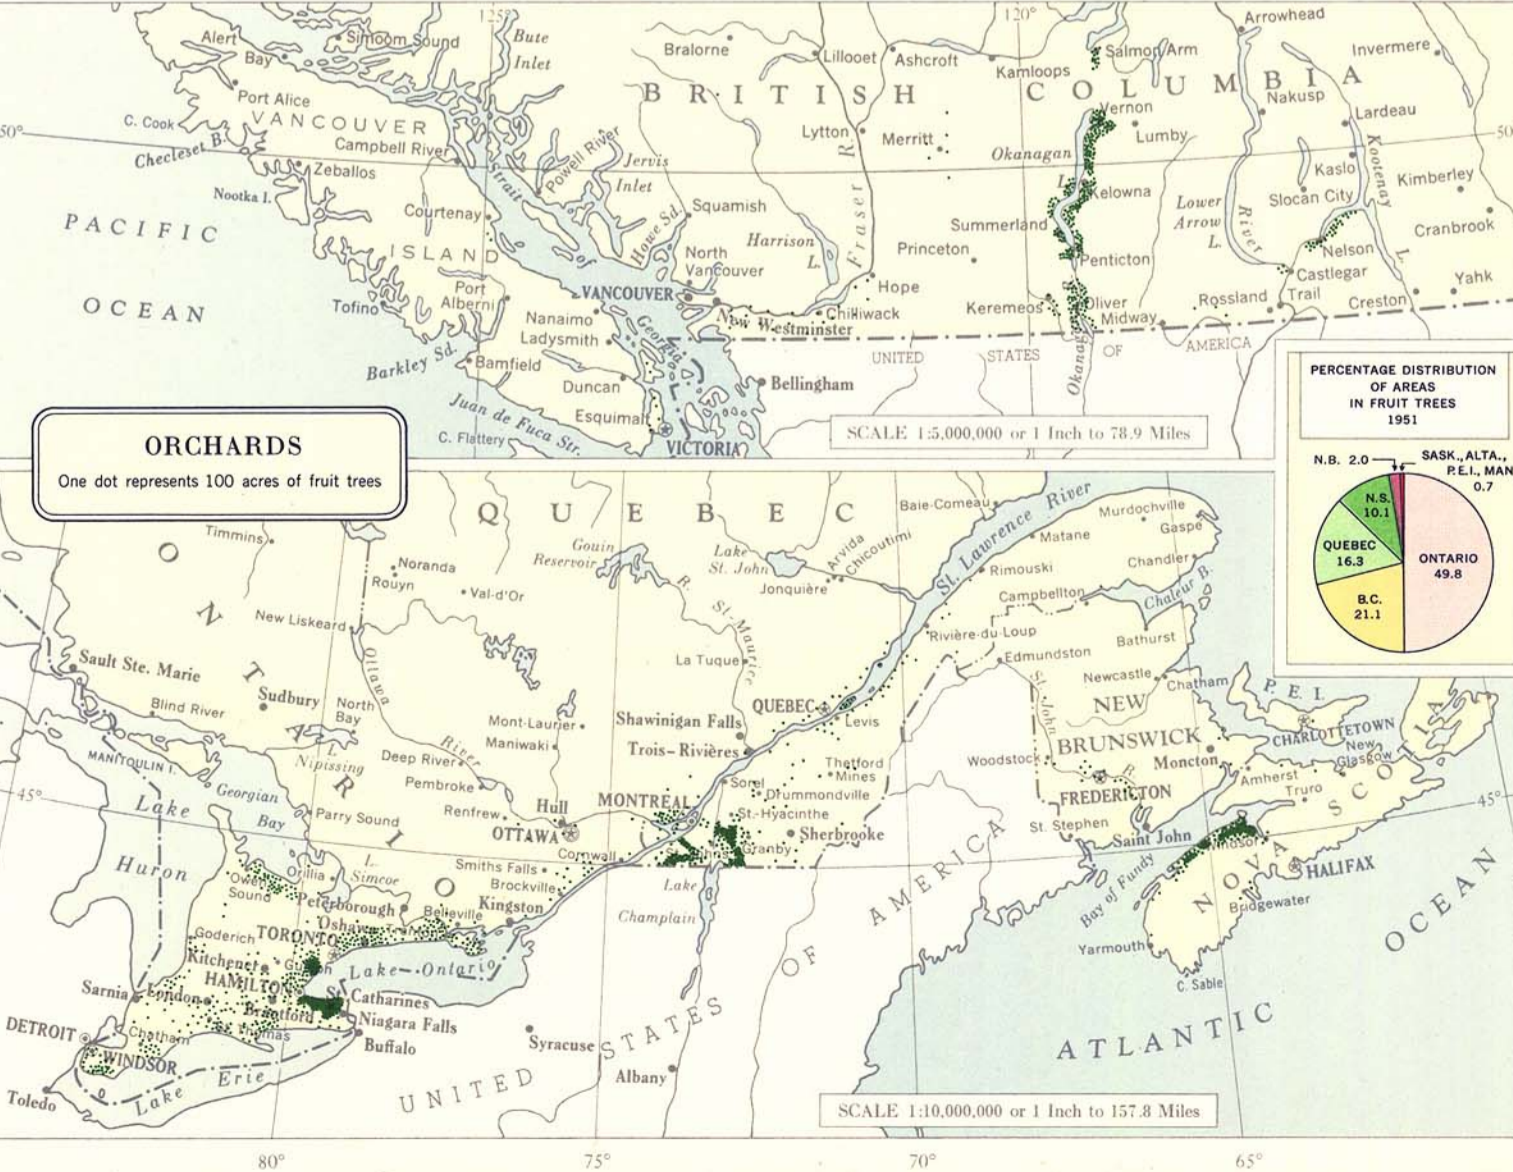 125°
120°
Alert
Bay
Simoom Sound
Bute
Inlet
Bralorne
Lillooet
Ashcroft
Kamloops
Salmon Arm
Arrowhead
Invermere
Port Alice
BRITISH COLUMBIA
Nakusp
Lardeau
C. Cook
VANCOUVER
Campbell River
Powell River
Lytton
Merritt
Vernon
Lumby
50°
50
Checleset B.
Zeballos
Strait
Jervis
Inlet
Okanagan
L.
Kaslo
Kootenay
L.
Kimberley
Nootka I.
Courtenay
Howe Sd.
Squamish
Fraser R.
Kelowna
Lower
Arrow
L.
River
Slocan City
PACIFIC
OCEAN
ISLAND
of
North
Vancouver
Harrison
L.
Summerland
Princeton
Penticton
Nelson
Cranbrook
Port
Alberni
VANCOUVER
Hope
Castlegar
Yahk
Tofino
Nanaimo
Georgia
New Westminster
Chilliwack
Keremeos
Oliver
Midway
Rossland
Trail
Creston
Ladysmith
Barkley Sd.
Bamfield
UNITED STATES OF AMERICA
Okanag
Duncan
Bellingham
Juan de Fuca Str.
Esquimalt
C. Flattery
VICTORIA
SCALE 1:5,000,000 or 1 Inch to 78.9 Miles
PERCENTAGE DISTRIBUTION
OF AREAS
IN FRUIT TREES
1951
N.B. 2.0
SASK., ALTA.,
P.E.I., MAN
0.7
N.S.
10.1
QUEBEC
16.3
ONTARIO
49.8
B.C.
21.1
ORCHARDS
One dot represents 100 acres of fruit trees
QUEBEC
Baie-Comeau
St. Lawrence River
Murdochville
Gaspé
Timmins
Gouin
Reservoir
Lake
St. John
Arvida
Chicoutimi
Matane
Noranda
Rouyn
Val-d'Or
Jonquière
Rimouski
Chandler
ONTARIO
R.
St-Maurice
Campbellton
Chaleur B.
New Liskeard
Rivière-du-Loup
Bathurst
Ottawa
River
La Tuque
Edmundston
Sault Ste. Marie
Newcastle
Chatham
P.E.I.
Sudbury
North
Bay
QUEBEC
Levis
St. John
R.
NEW
BRUNSWICK
CHARLOTTETOWN
Blind River
Mont-Laurier
Shawinigan Falls
Maniwaki
Trois-Rivières
New
Glasgow
MANITOULIN I.
L.
Nipissing
Deep River
Thetford
Mines
Woodstock
Moncton
Amherst
Pembroke
Sorel
Drummondville
Truro
45°
45°
Lake
Huron
Georgian
Bay
Renfrew
Hull
MONTREAL
FREDERICTON
Parry Sound
OTTAWA
St-Hyacinthe
Sherbrooke
St. Stephen
Saint John
Cornwall
Granby
Windsor
NOVA SCOTIA
Smiths Falls
Orillia
L.
Simcoe
HALIFAX
Owen
Sound
Brockville
Lake
Champlain
Bay of Fundy
Peterborough
Belleville
Kingston
Bridgewater
Oshawa
Trenton
Goderich
TORONTO
Yarmouth
Kitchener
Guelph
Lake Ontario
C. Sable
HAMILTON
Sarnia
London
St. Catharines
Brantford
Niagara Falls
DETROIT
Chatham
St. Thomas
Buffalo
Syracuse
WINDSOR
Lake Erie
Albany
Toledo
UNITED STATES OF AMERICA
ATLANTIC OCEAN
SCALE 1:10,000,000 or 1 Inch to 157.8 Miles
80°
75°
70°
65°